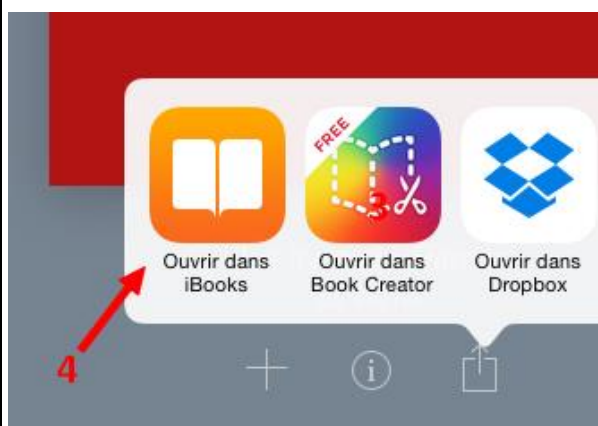 FREE
3
Ouvrir dans
iBooks
Ouvrir dans
Book Creator
Ouvrir dans
Dropbox
4
i